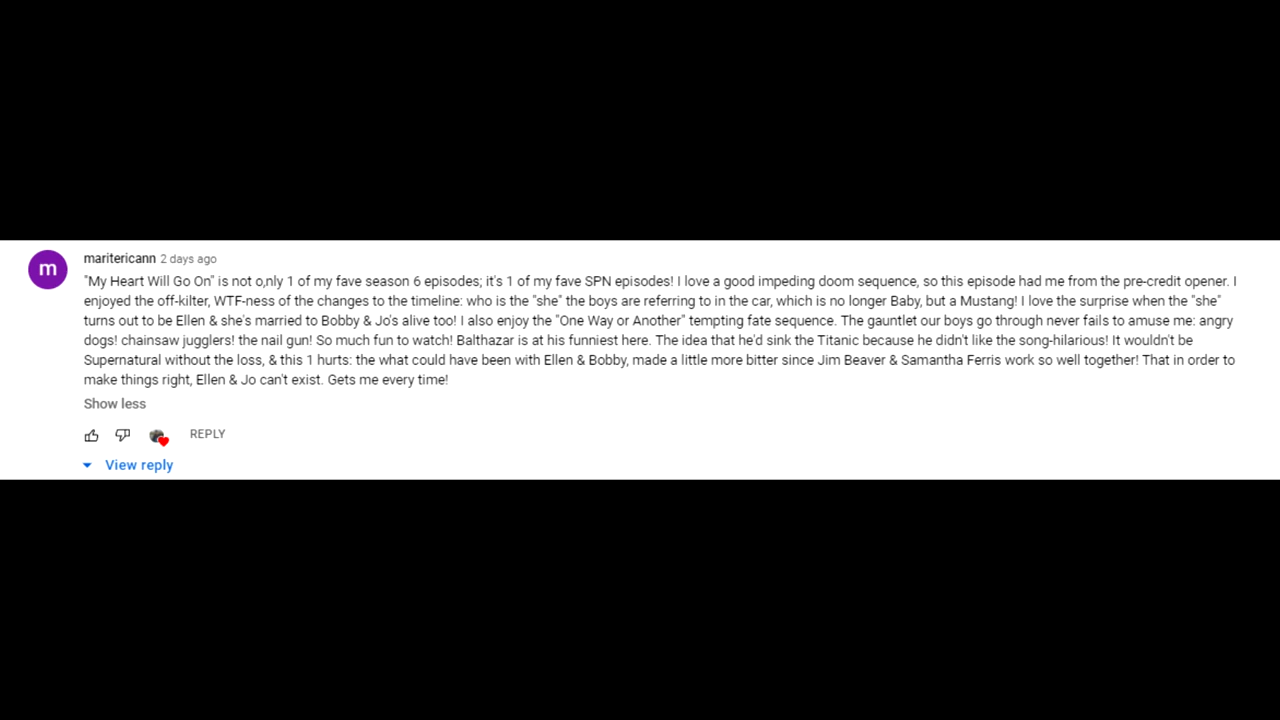 m
maritericann 2 days ago
"My Heart Will Go On" is not o,nly 1 of my fave season 6 episodes; it's 1 of my fave SPN episodes! I love a good impeding doom sequence, so this episode had me from the pre-credit opener. I
enjoyed the off-kilter, WTF-ness of the changes to the timeline: who is the "she" the boys are referring to in the car, which is no longer Baby, but a Mustang! I love the surprise when the "she"
turns out to be Ellen & she's married to Bobby & Jo's alive too! I also enjoy the "One Way or Another" tempting fate sequence. The gauntlet our boys go through never fails to amuse me: angry
dogs! chainsaw jugglers! the nail gun! So much fun to watch! Balthazar is at his funniest here. The idea that he'd sink the Titanic because he didn't like the song-hilarious! It wouldn't be
Supernatural without the loss, & this 1 hurts: the what could have been with Ellen & Bobby, made a little more bitter since Jim Beaver & Samantha Ferris work so well together! That in order to
make things right, Ellen & Jo can't exist. Gets me every time!
Show less
REPLY
View reply